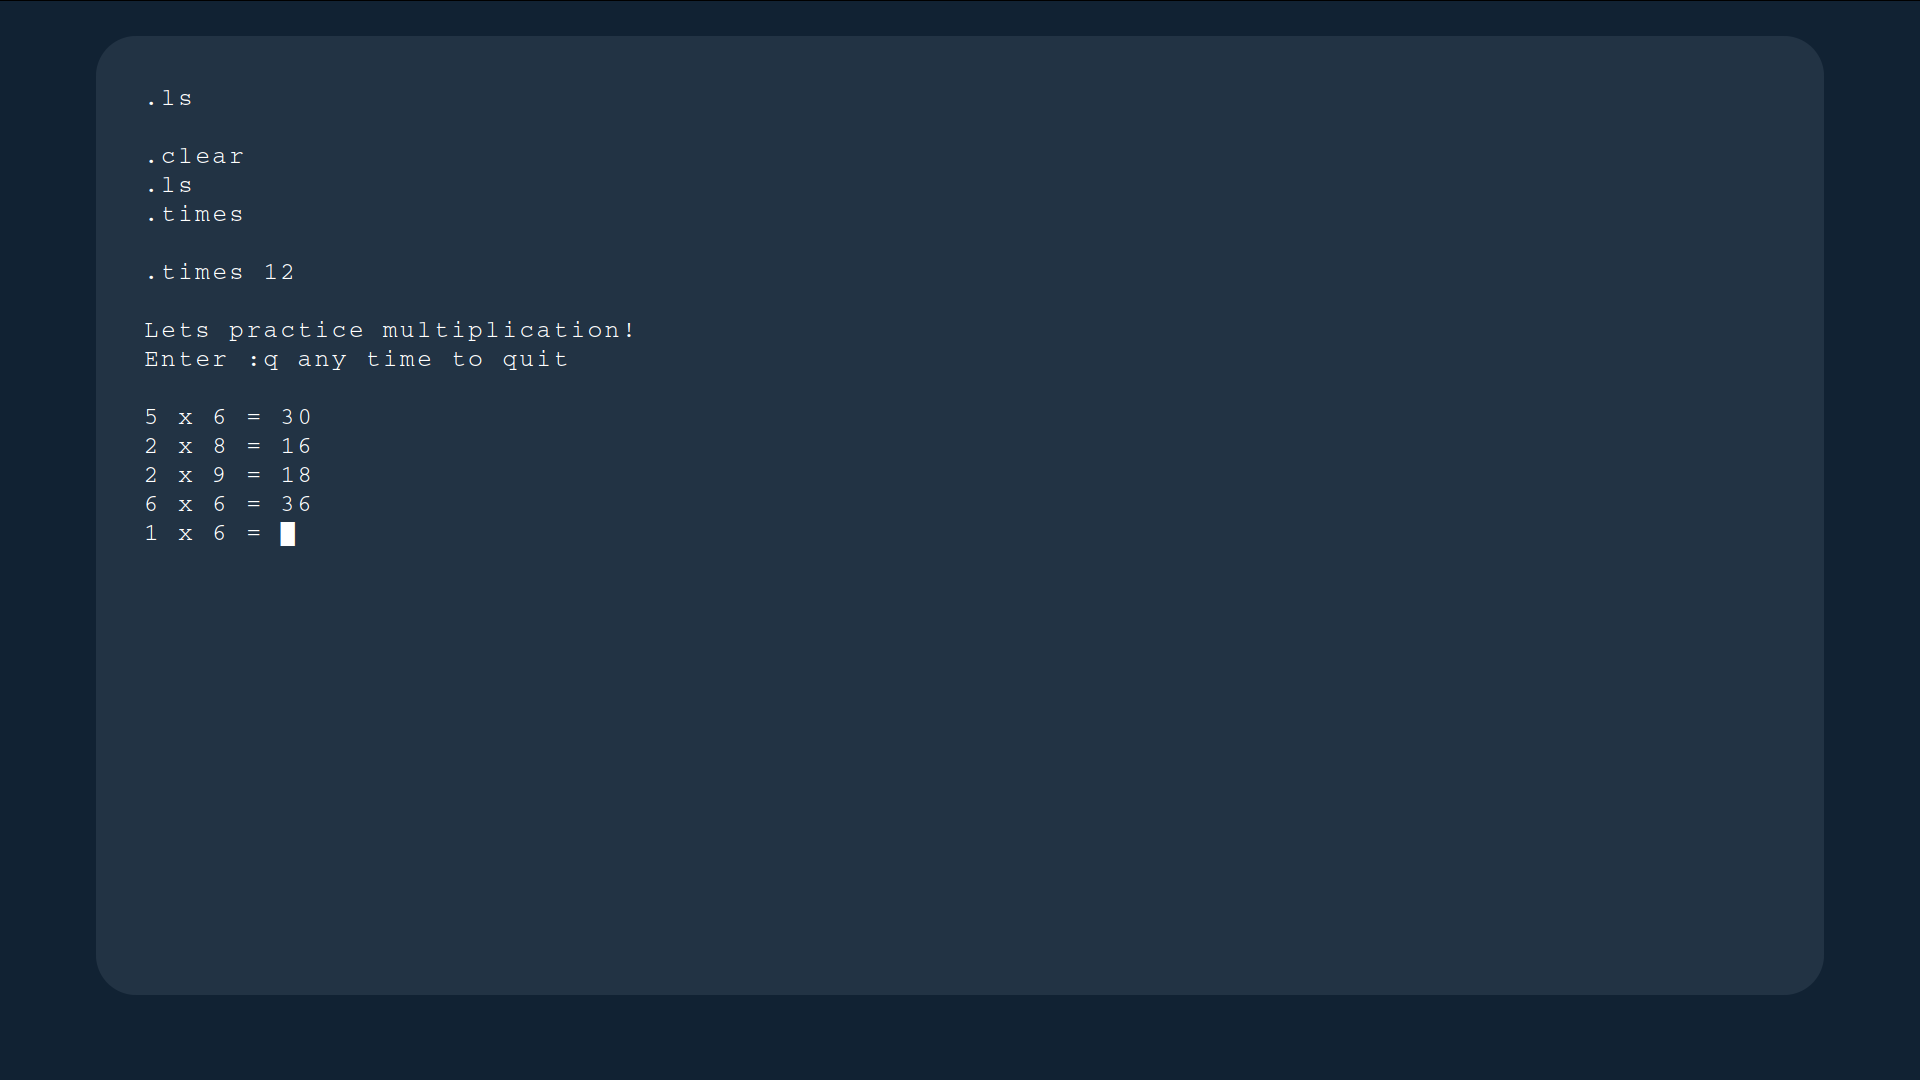 .ls
.clear
.ls
.times
.times 12
Lets practice multiplication!
Enter :q any time to quit
5 x 6 = 30
2 x 8 = 16
2 x 9 = 18
6 x 6 = 36
1 x 6 =